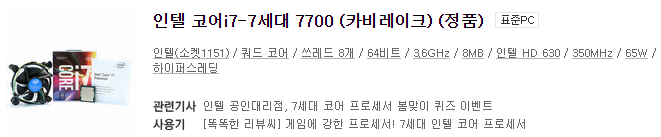 인텔 코어i7-7세대 7700 (카비레이크) (정품) 표준PC
인텔(소켓1151) / 쿼드 코어 / 쓰레드 8개 / 64비트 / 3.6GHz / 8MB / 인텔 HD 630 / 350MHz / 65W /
하이퍼스레딩
관련기사 인텔 공인대리점, 7세대 코어 프로세서 봄맞이 퀴즈 이벤트
사용기 [똑똑한 리뷰씨] 게임에 강한 프로세서! 7세대 인텔 코어 프로세서
intel
CORE i7